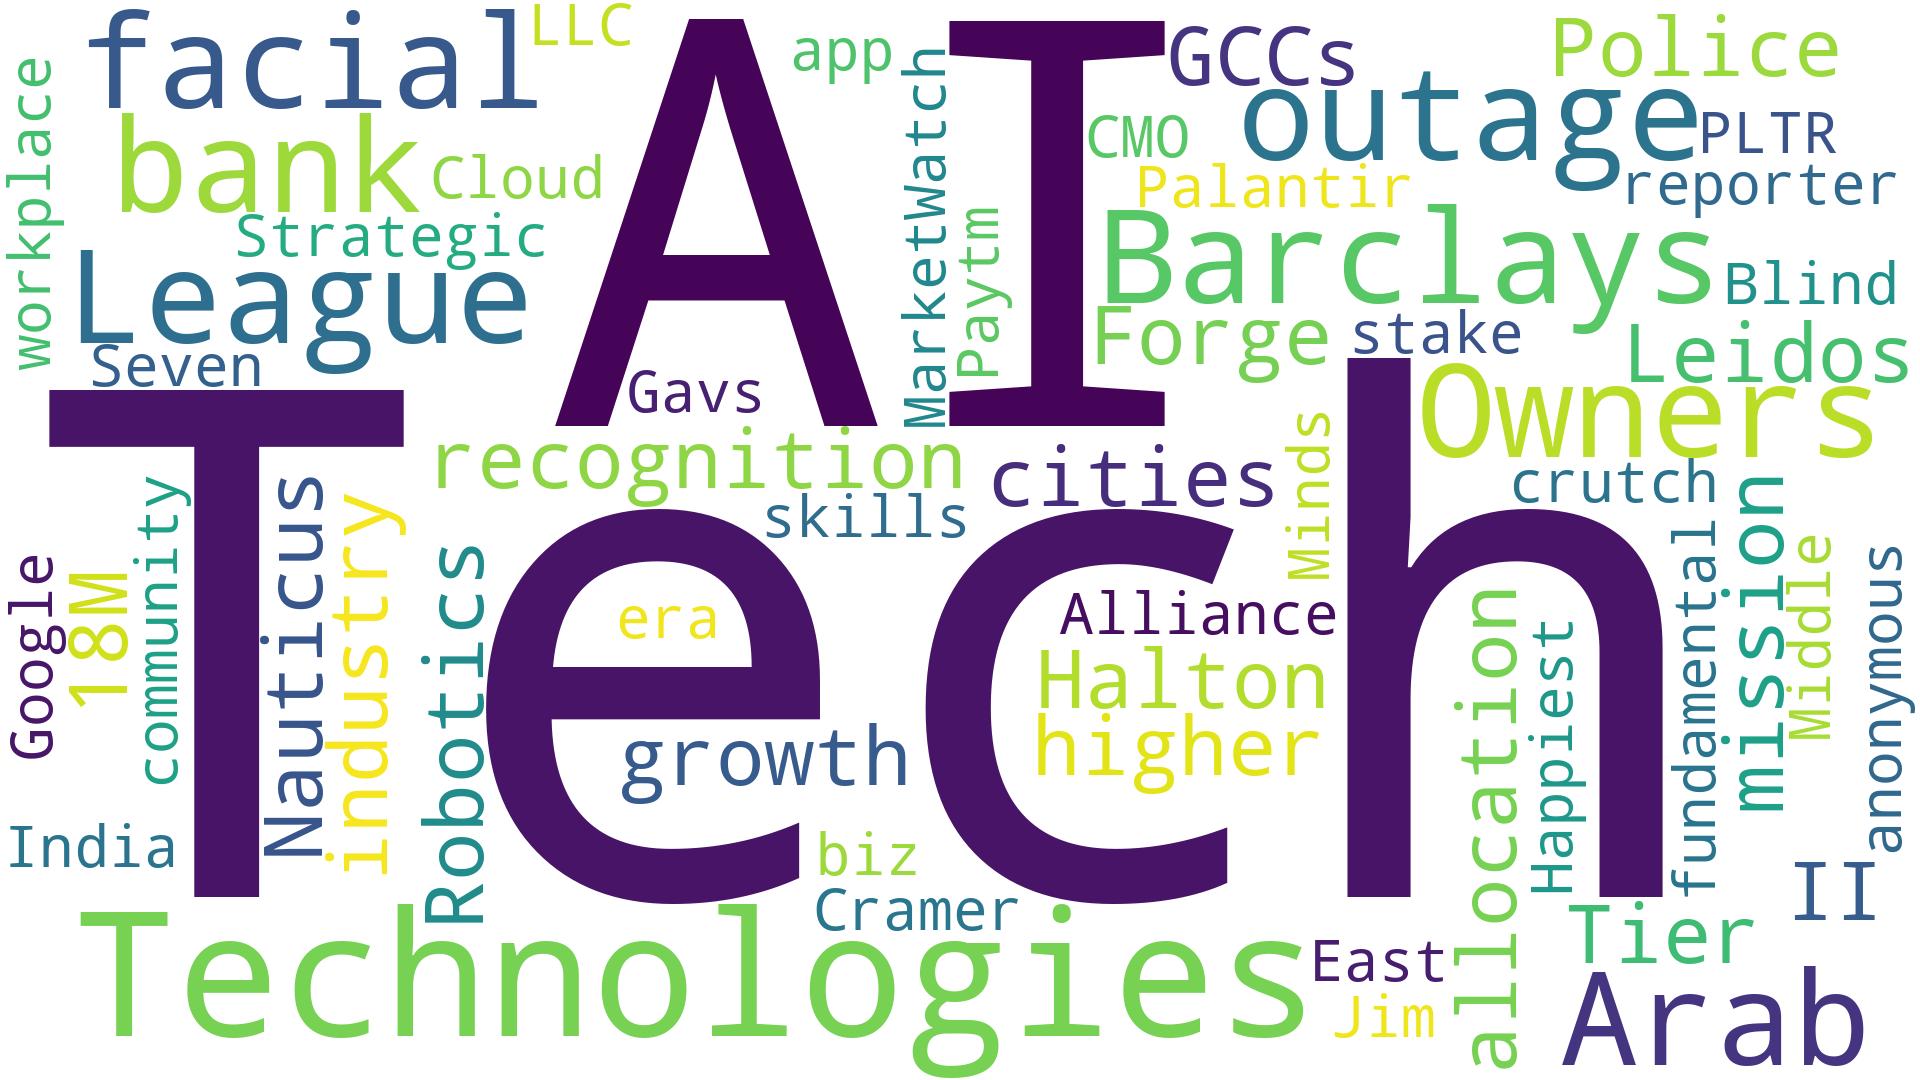 facial
LLC
AI
app
GCCs
Police
outage
bank
Cloud
MarketWatch
CMO
PLTR
workplace
Palantir
reporter
Strategic
Paytm
Barclays
League
Blind
Forge
stake
Leidos
Seven
Gavs
Owners
Tech
recognition
cities
Minds
crutch
skills
community
Nauticus
industry
mission
Google
18M
Robotics
era
Alliance
fundamental
Middle
anonymous
Halton
allocation
Happiest
growth
higher
India
biz
II
Cramer
Technologies
Tier
East
Jim
Arab